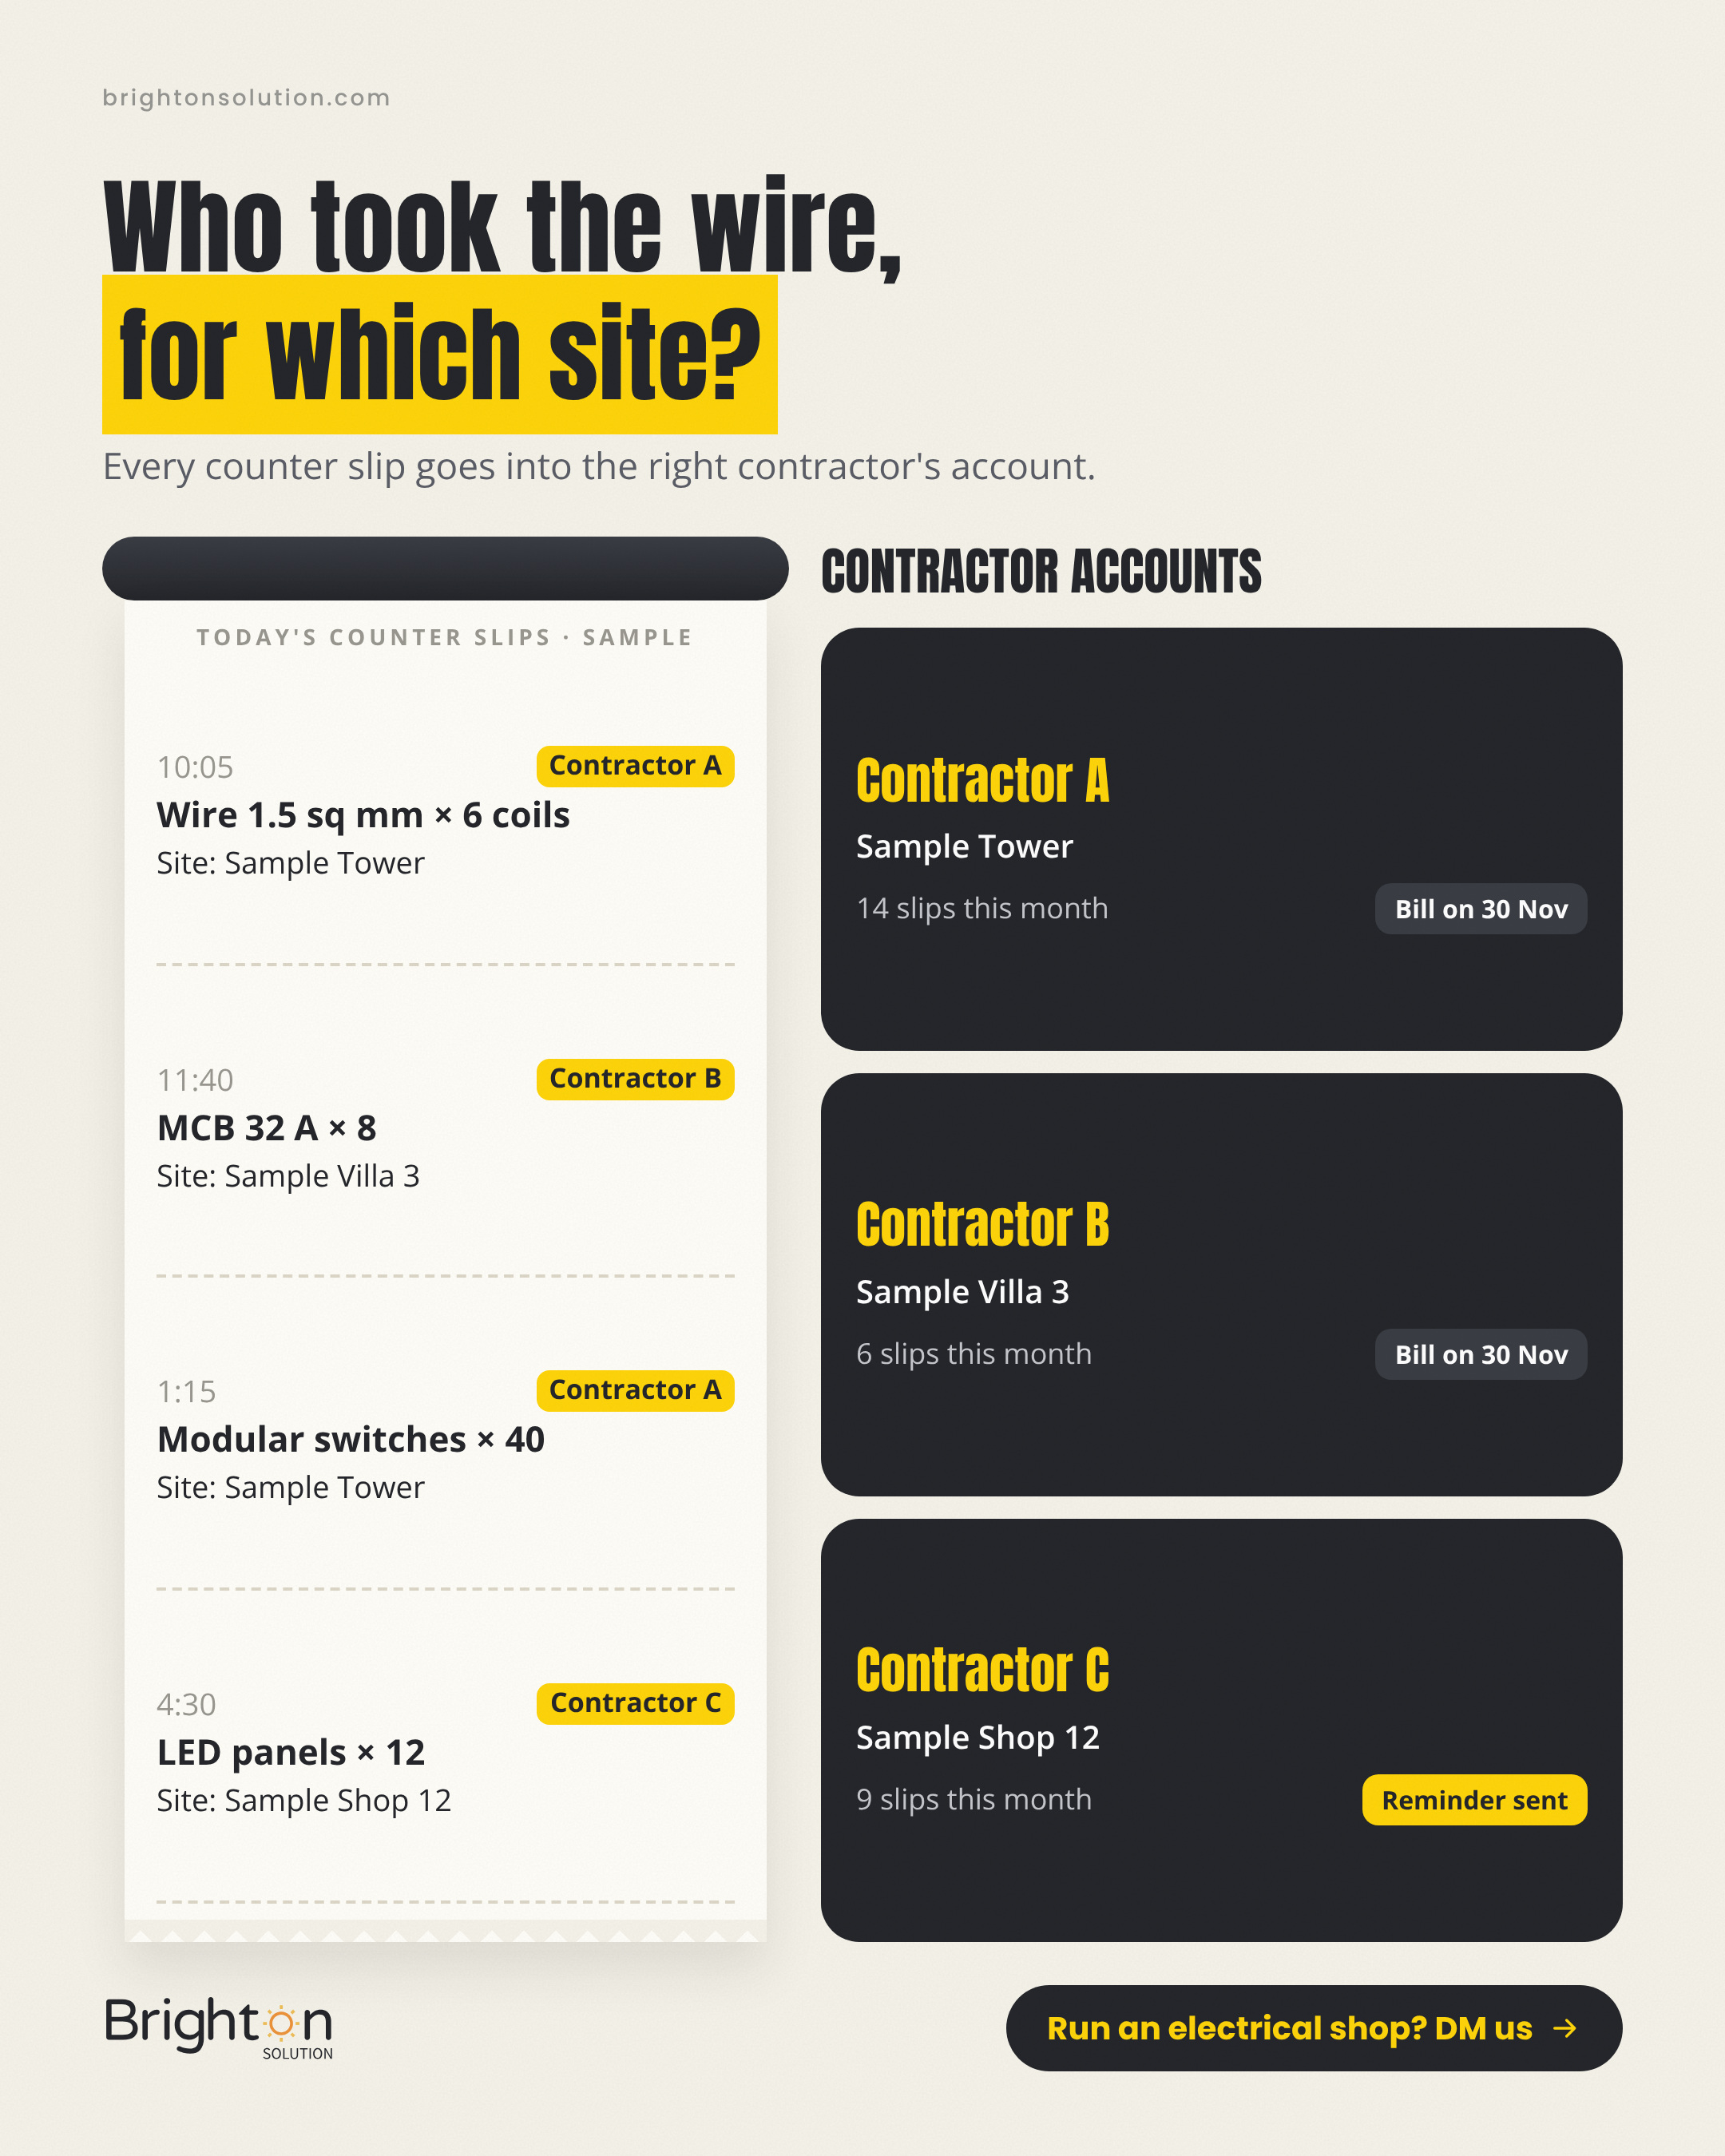 brightonsolution.com
Who took the wire,
for which site?
Every counter slip goes into the right contractor's account.
TODAY'S COUNTER SLIPS · SAMPLE
10:05
Contractor A
Wire 1.5 sq mm × 6 coils
Site: Sample Tower
11:40
Contractor B
MCB 32 A × 8
Site: Sample Villa 3
1:15
Contractor A
Modular switches × 40
Site: Sample Tower
4:30
Contractor C
LED panels × 12
Site: Sample Shop 12
CONTRACTOR ACCOUNTS
Contractor A
Sample Tower
14 slips this month
Bill on 30 Nov
Contractor B
Sample Villa 3
6 slips this month
Bill on 30 Nov
Contractor C
Sample Shop 12
9 slips this month
Reminder sent
Brighton
SOLUTION
Run an electrical shop? DM us →